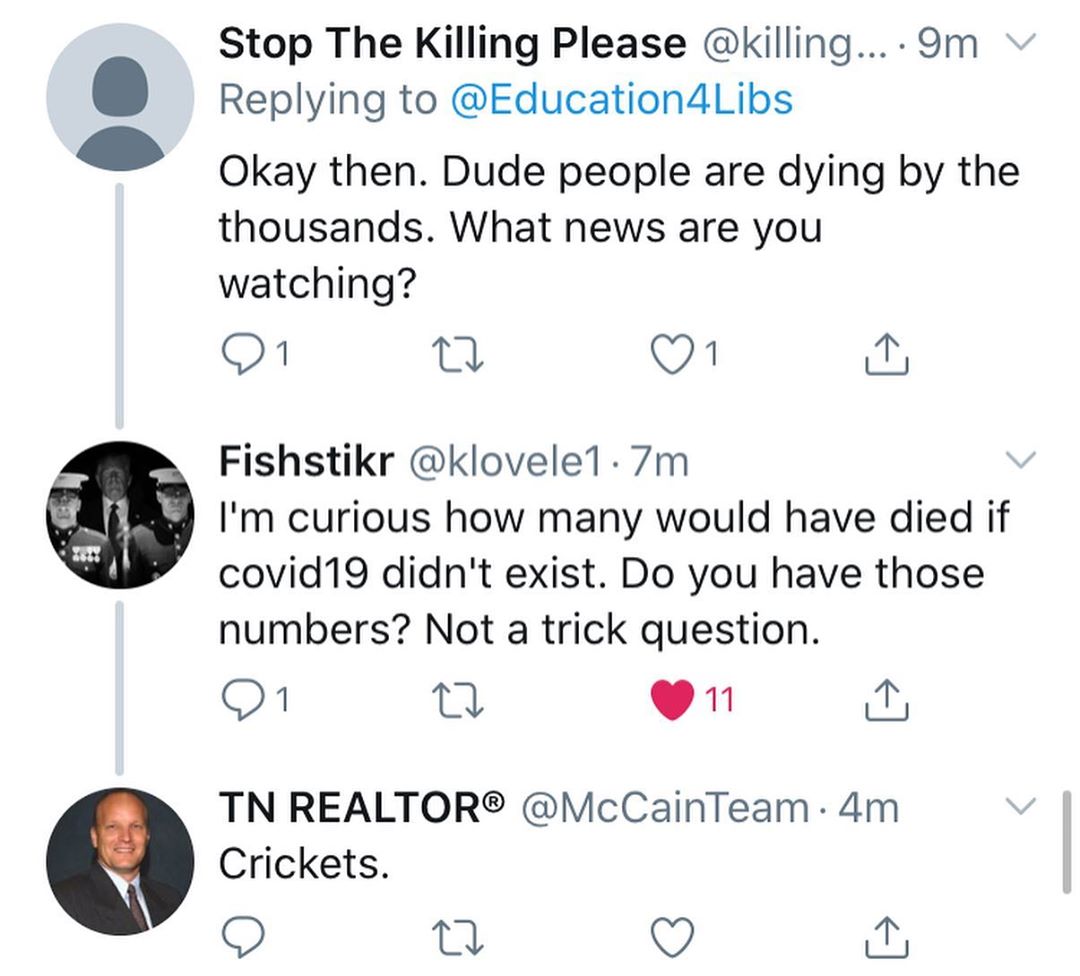 Stop The Killing Please @killing... · 9m
Replying to @Education4Libs
Okay then. Dude people are dying by the
thousands. What news are you
watching?
1 1
Fishstikr @klovele1 · 7m
I'm curious how many would have died if
covid19 didn't exist. Do you have those
numbers? Not a trick question.
1 11
TN REALTOR® @McCainTeam · 4m
Crickets.